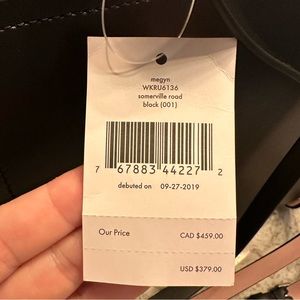 megyn
WKRU6136
somerville road
black (001)
7 67883 44227 2
debuted on 09-27-2019
Our Price CAD $459.00
USD $379.00